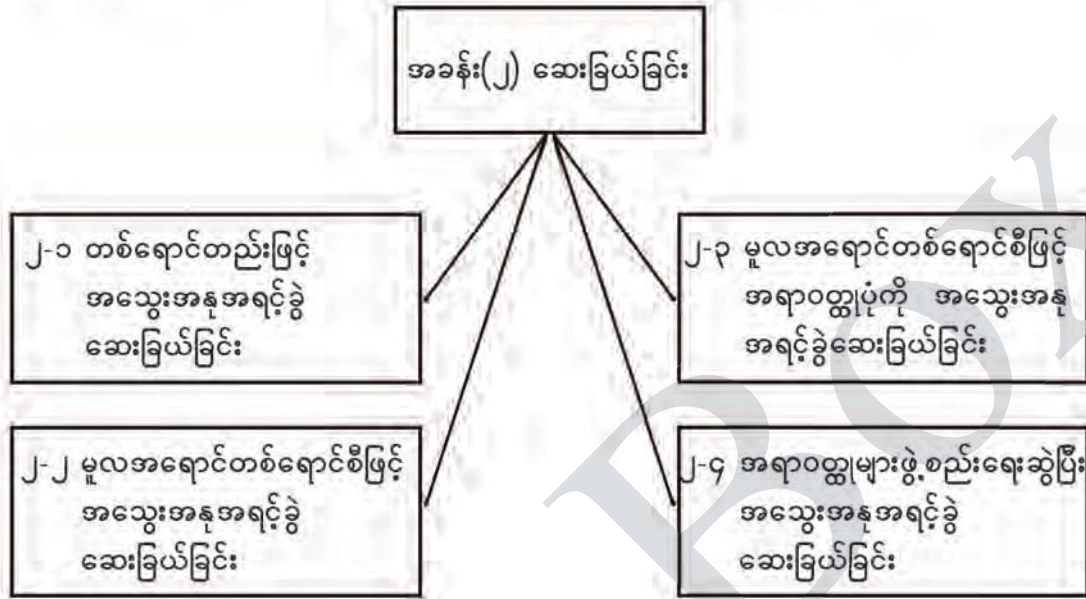 အခန်း(၂) ဆေးခြယ်ခြင်း
၂-၁ တစ်ရောင်တည်းဖြင့်
အသွေးအနုအရင့်ခွဲ
ဆေးခြယ်ခြင်း
၂-၂ မူလအရောင်တစ်ရောင်စီဖြင့်
အသွေးအနုအရင့်ခွဲ
ဆေးခြယ်ခြင်း
၂-၃ မူလအရောင်တစ်ရောင်စီဖြင့်
အရာဝတ္ထုပုံကို အသွေးအနု
အရင့်ခွဲဆေးခြယ်ခြင်း
၂-၄ အရာဝတ္ထုများဖွဲ့စည်းရေးဆွဲပြီး
အသွေးအနုအရင့်ခွဲ
ဆေးခြယ်ခြင်း
BOX